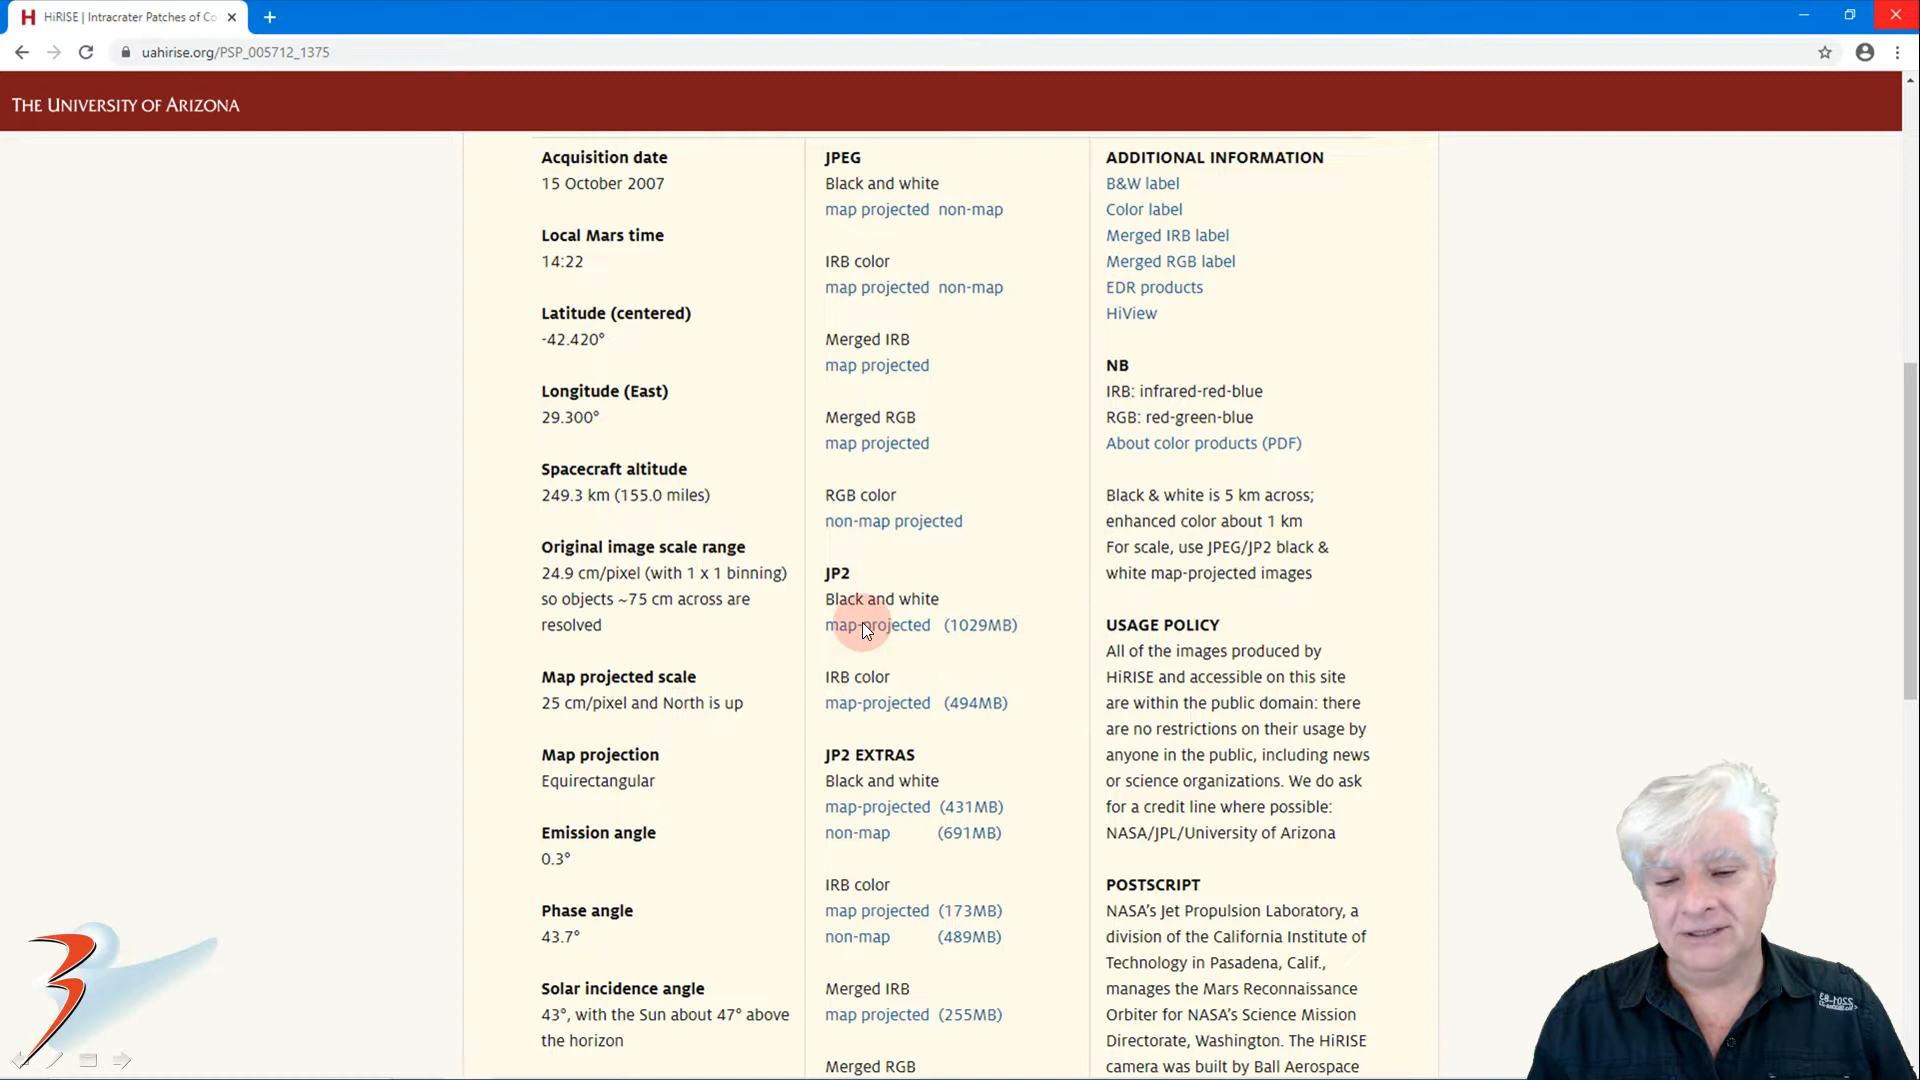 HiRISE | Intracrater Patches of Co
uahirise.org/PSP_005712_1375
THE UNIVERSITY OF ARIZONA
Acquisition date
15 October 2007
Local Mars time
14:22
Latitude (centered)
-42.420°
Longitude (East)
29.300°
Spacecraft altitude
249.3 km (155.0 miles)
Original image scale range
24.9 cm/pixel (with 1 x 1 binning)
so objects ~75 cm across are
resolved
Map projected scale
25 cm/pixel and North is up
Map projection
Equirectangular
Emission angle
0.3°
Phase angle
43.7°
Solar incidence angle
43°, with the Sun about 47° above
the horizon
JPEG
Black and white
map projected non-map
IRB color
map projected non-map
Merged IRB
map projected
Merged RGB
map projected
RGB color
non-map projected
JP2
Black and white
map-projected (1029MB)
IRB color
map-projected (494MB)
JP2 EXTRAS
Black and white
map-projected (431MB)
non-map (691MB)
IRB color
map projected (173MB)
non-map (489MB)
Merged IRB
map projected (255MB)
Merged RGB
ADDITIONAL INFORMATION
B&W label
Color label
Merged IRB label
Merged RGB label
EDR products
HiView
NB
IRB: infrared-red-blue
RGB: red-green-blue
About color products (PDF)
Black & white is 5 km across;
enhanced color about 1 km
For scale, use JPEG/JP2 black &
white map-projected images
USAGE POLICY
All of the images produced by
HiRISE and accessible on this site
are within the public domain: there
are no restrictions on their usage by
anyone in the public, including news
or science organizations. We do ask
for a credit line where possible:
NASA/JPL/University of Arizona
POSTSCRIPT
NASA's Jet Propulsion Laboratory, a
division of the California Institute of
Technology in Pasadena, Calif.,
manages the Mars Reconnaissance
Orbiter for NASA's Science Mission
Directorate, Washington. The HiRISE
camera was built by Ball Aerospace